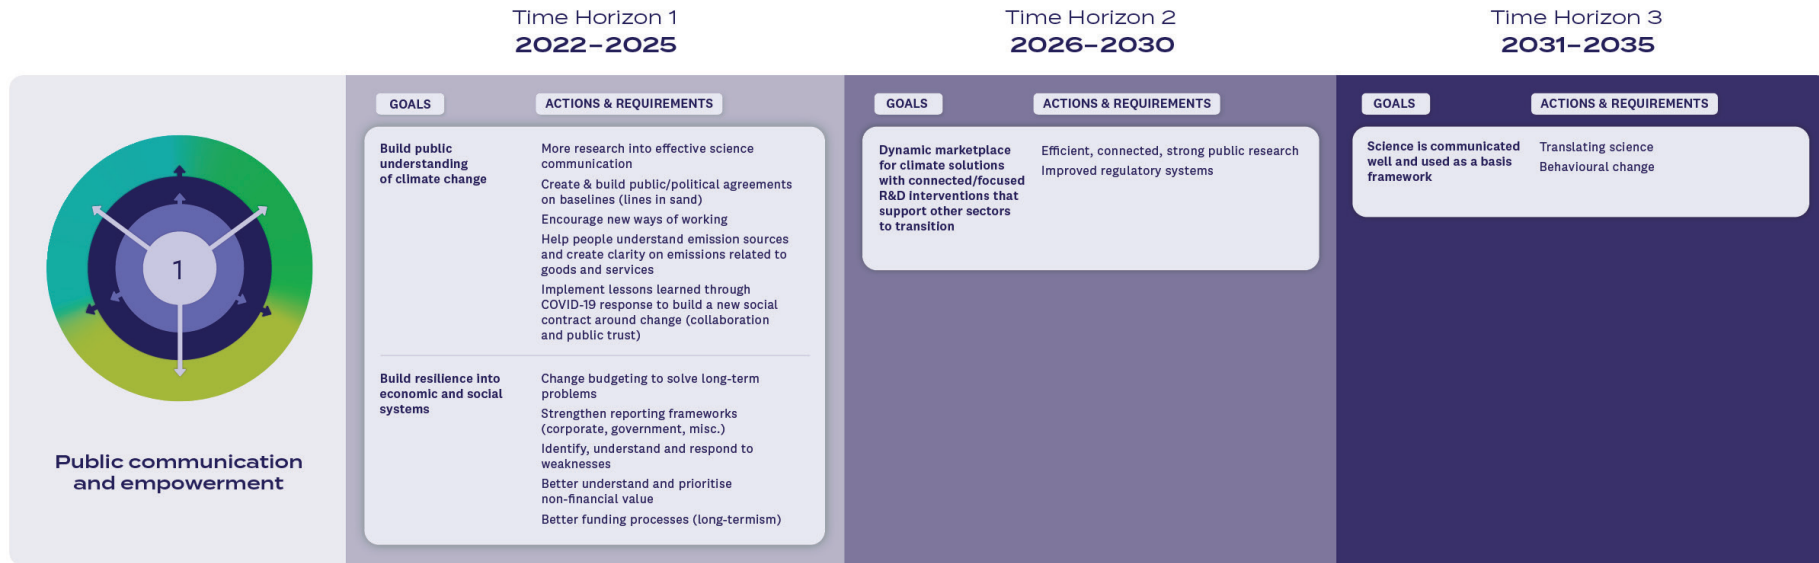 Time Horizon 1
2022–2025
Time Horizon 2
2026–2030
Time Horizon 3
2031–2035
1
Public communication
and empowerment
GOALS
ACTIONS & REQUIREMENTS
Build public
understanding
of climate change
More research into effective science
communication
Create & build public/political agreements
on baselines (lines in sand)
Encourage new ways of working
Help people understand emission sources
and create clarity on emissions related to
goods and services
Implement lessons learned through
COVID-19 response to build a new social
contract around change (collaboration
and public trust)
Build resilience into
economic and social
systems
Change budgeting to solve long-term
problems
Strengthen reporting frameworks
(corporate, government, misc.)
Identify, understand and respond to
weaknesses
Better understand and prioritise
non-financial value
Better funding processes (long-termism)
GOALS
ACTIONS & REQUIREMENTS
Dynamic marketplace
for climate solutions
with connected/focused
R&D interventions that
support other sectors
to transition
Efficient, connected, strong public research
Improved regulatory systems
GOALS
ACTIONS & REQUIREMENTS
Science is communicated
well and used as a basis
framework
Translating science
Behavioural change